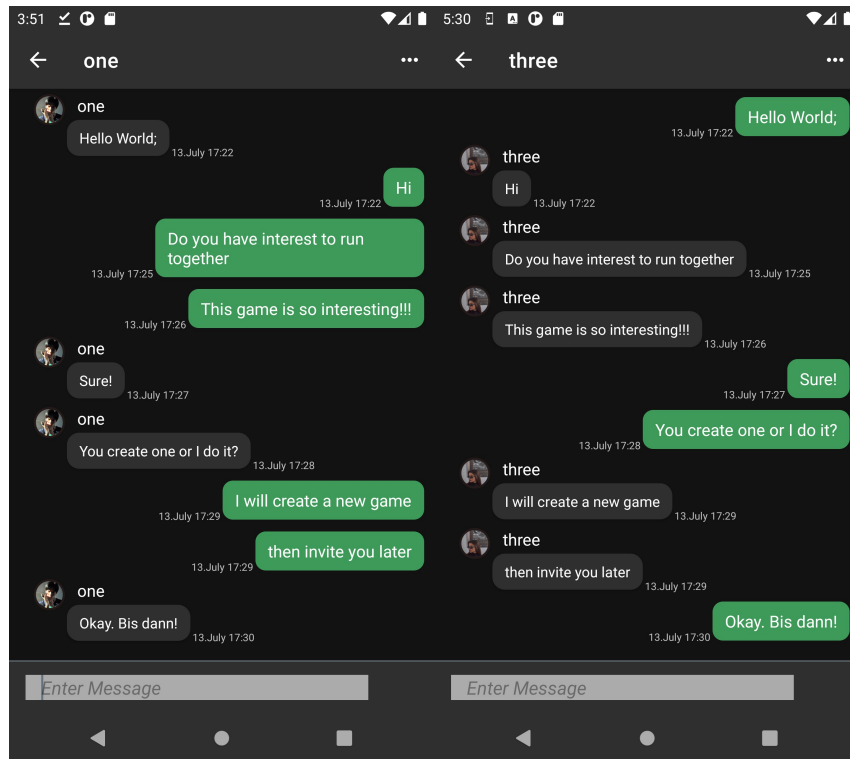 3:51
one
one
Hello World;
13.July 17:22
Hi
13.July 17:22
Do you have interest to run
together
13.July 17:25
This game is so interesting!!!
13.July 17:26
one
Sure!
13.July 17:27
one
You create one or I do it?
13.July 17:28
I will create a new game
13.July 17:29
then invite you later
13.July 17:29
one
Okay. Bis dann!
13.July 17:30
Enter Message
5:30
three
Hello World;
13.July 17:22
three
Hi
13.July 17:22
three
Do you have interest to run together
13.July 17:25
three
This game is so interesting!!!
13.July 17:26
Sure!
13.July 17:27
You create one or I do it?
13.July 17:28
three
I will create a new game
13.July 17:29
three
then invite you later
13.July 17:29
Okay. Bis dann!
13.July 17:30
Enter Message